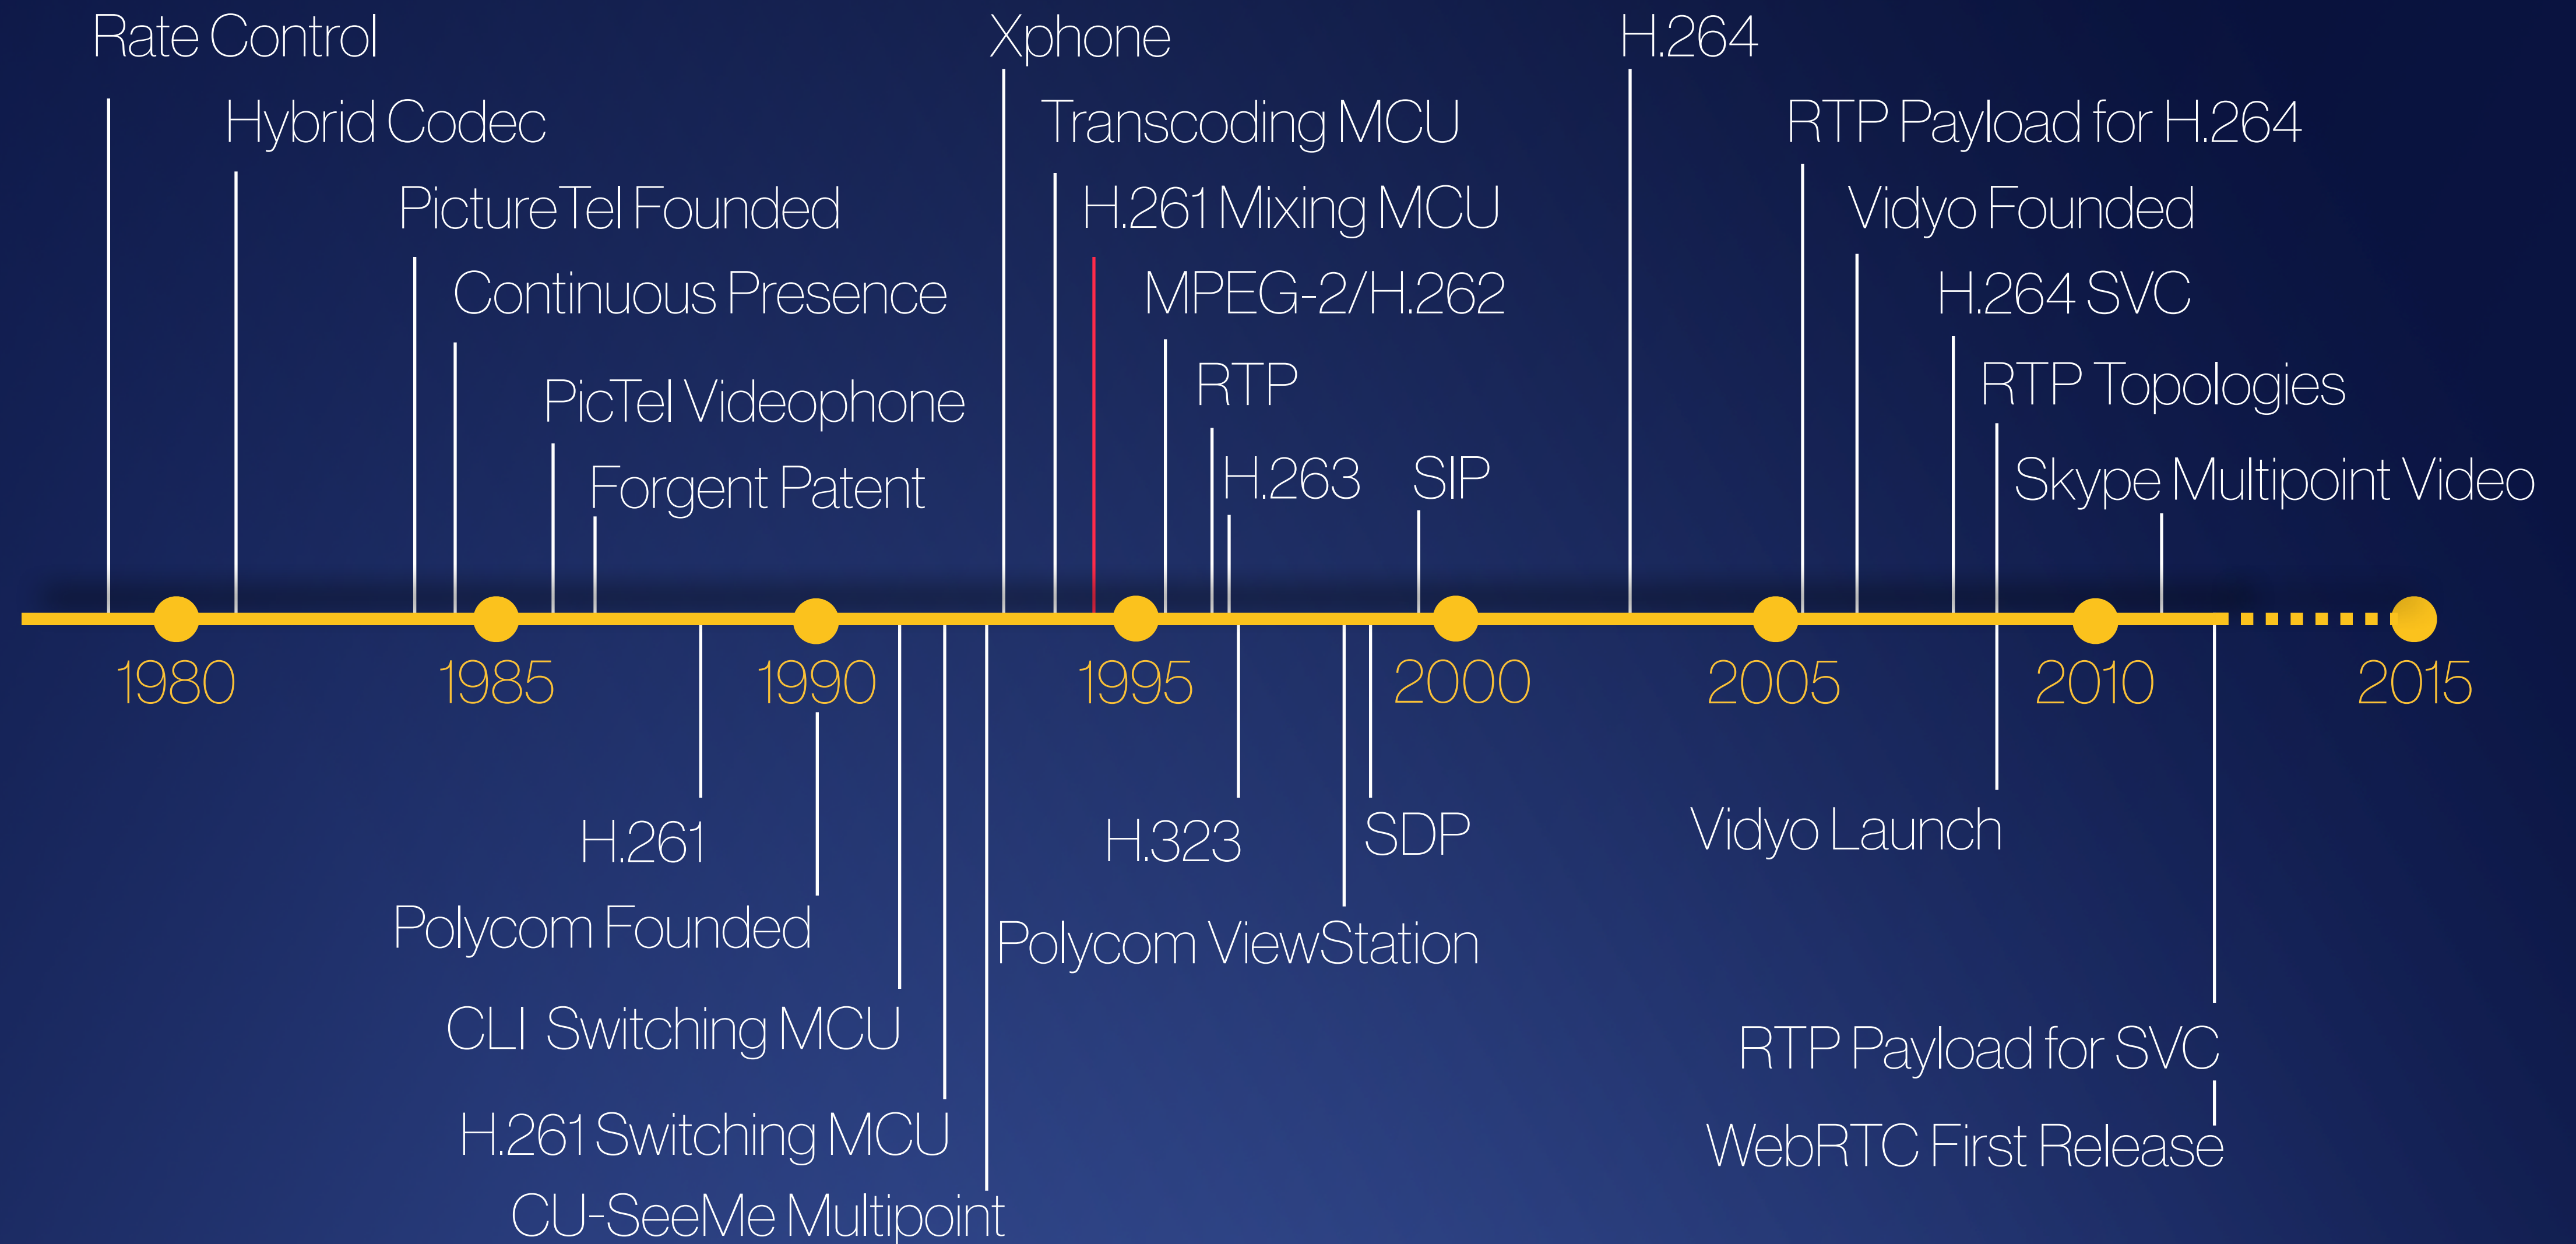 Rate Control
Xphone
H.264
Hybrid Codec
Transcoding MCU
RTP Payload for H.264
PictureTel Founded
H.261 Mixing MCU
Vidyo Founded
Continuous Presence
MPEG-2/H.262
H.264 SVC
RTP
RTP Topologies
PicTel Videophone
Forgent Patent
H.263
SIP
Skype Multipoint Video
1980
1985
1990
1995
2000
2005
2010
2015
H.261
H.323
SDP
Vidyo Launch
Polycom Founded
Polycom ViewStation
CLI Switching MCU
RTP Payload for SVC
H.261 Switching MCU
WebRTC First Release
CU-SeeMe Multipoint